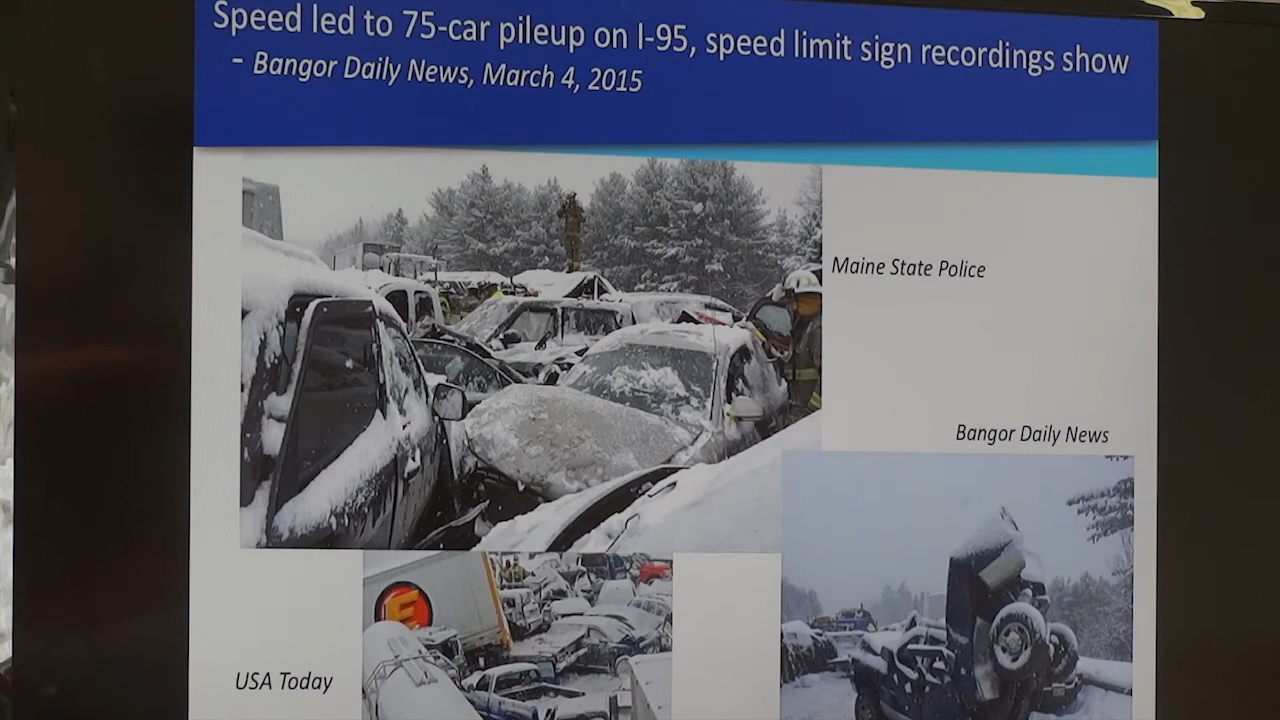 Speed led to 75-car pileup on I-95, speed limit sign recordings show
- Bangor Daily News, March 4, 2015
Maine State Police
Bangor Daily News
E
USA Today